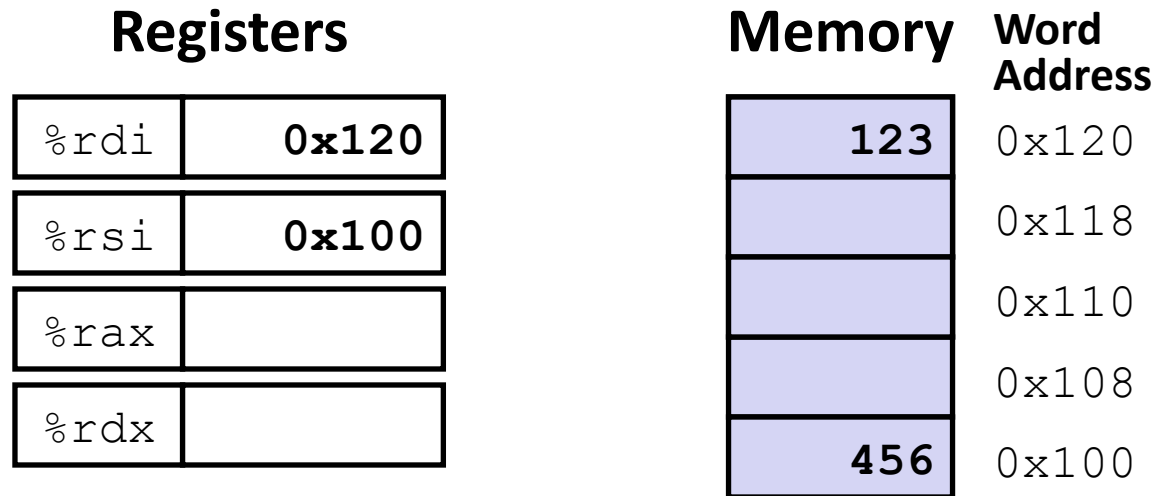 Registers
%rdi 0x120
%rsi 0x100
%rax
%rdx
Memory
Word
Address
123 0x120
0x118
0x110
0x108
456 0x100